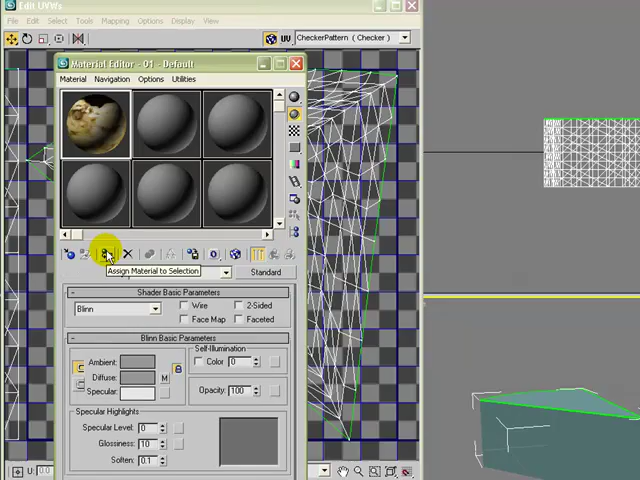 Edit UVWs
File Edit Select Tools Mapping Options Display View
UV CheckerPattern ( Checker )
Material Editor - 01 - Default
Material Navigation Options Utilities
Assign Material to Selection
Standard
Shader Basic Parameters
Blinn
Wire
2-Sided
Face Map
Faceted
Blinn Basic Parameters
Self-Illumination
Ambient:
Color 0
Diffuse:
M
Specular:
Opacity: 100
Specular Highlights
Specular Level: 0
Glossiness: 10
Soften: 0.1
U: 0.0